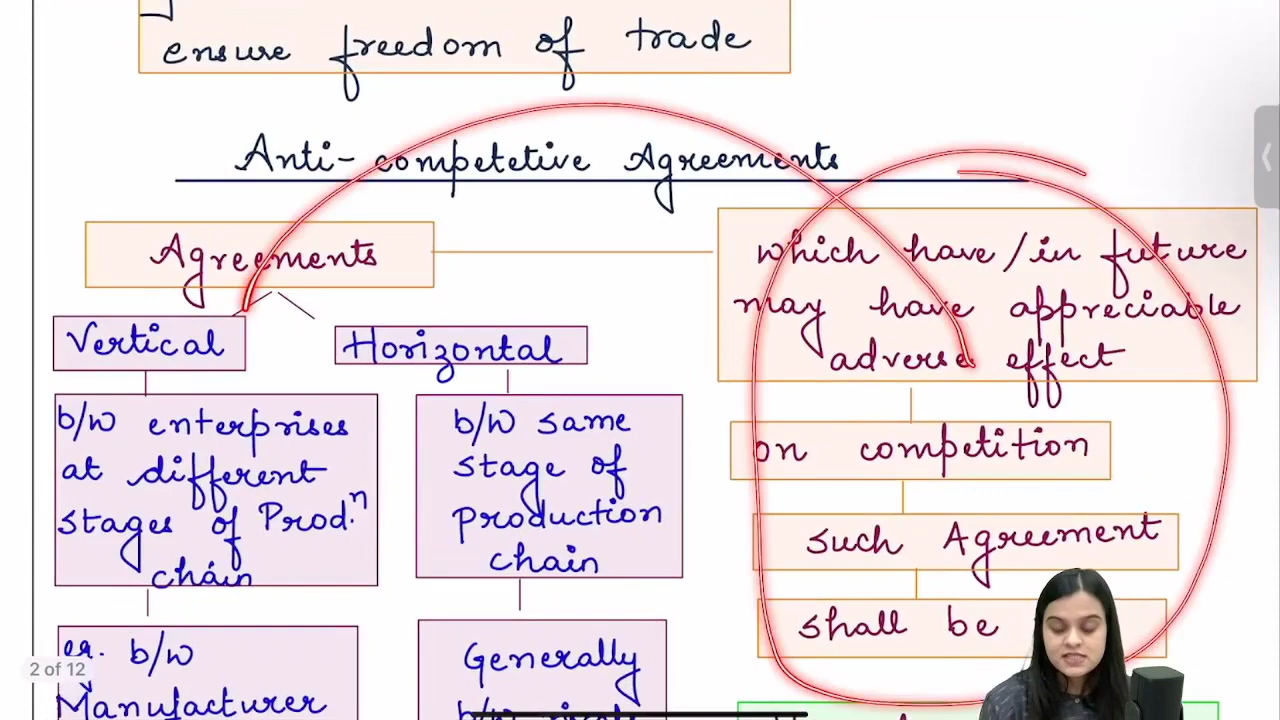 ensure freedom of trade
Anti-competetive Agreements
Agreements
Vertical
b/w enterprises
at different
stages of Prod.ⁿ
chain
eg. b/w
Manufacturer
Horizontal
b/w same
stage of
production
chain
Generally
which have/in future
may have appreciable
adverse effect
on competition
such Agreement
shall be
2 of 12